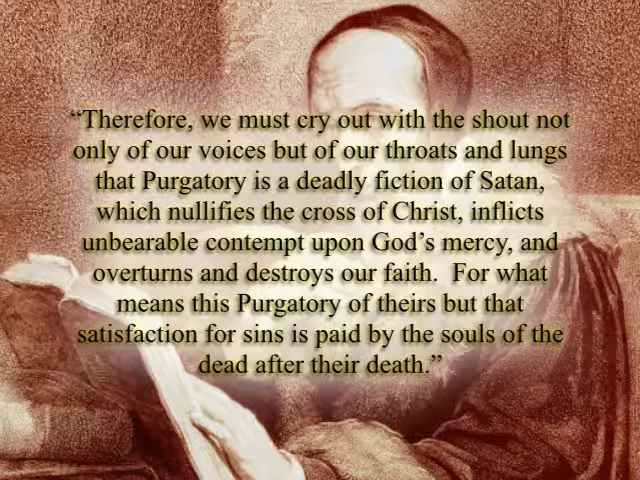 “Therefore, we must cry out with the shout not
only of our voices but of our throats and lungs
that Purgatory is a deadly fiction of Satan,
which nullifies the cross of Christ, inflicts
unbearable contempt upon God’s mercy, and
overturns and destroys our faith.  For what
means this Purgatory of theirs but that
satisfaction for sins is paid by the souls of the
dead after their death.”